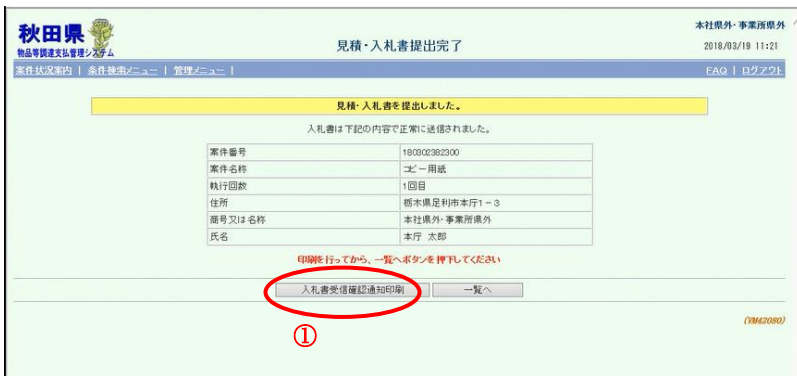 秋田県
物品等調達支払管理システム
見積・入札書提出完了
本社県外・事業所県外
2018/03/19 11:21
案件状況案内 | 条件検索メニュー | 管理メニュー |
FAQ | ログアウト
見積・入札書を提出しました。
入札書は下記の内容で正常に送信されました。
案件番号 180302382300
案件名称 コピー用紙
執行回数 1回目
住所 栃木県足利市本庁1-3
商号又は名称 本社県外・事業所県外
氏名 本庁 太郎
印刷を行ってから、一覧へボタンを押下してください
入札書受信確認通知印刷 一覧へ
①
(YM42080)